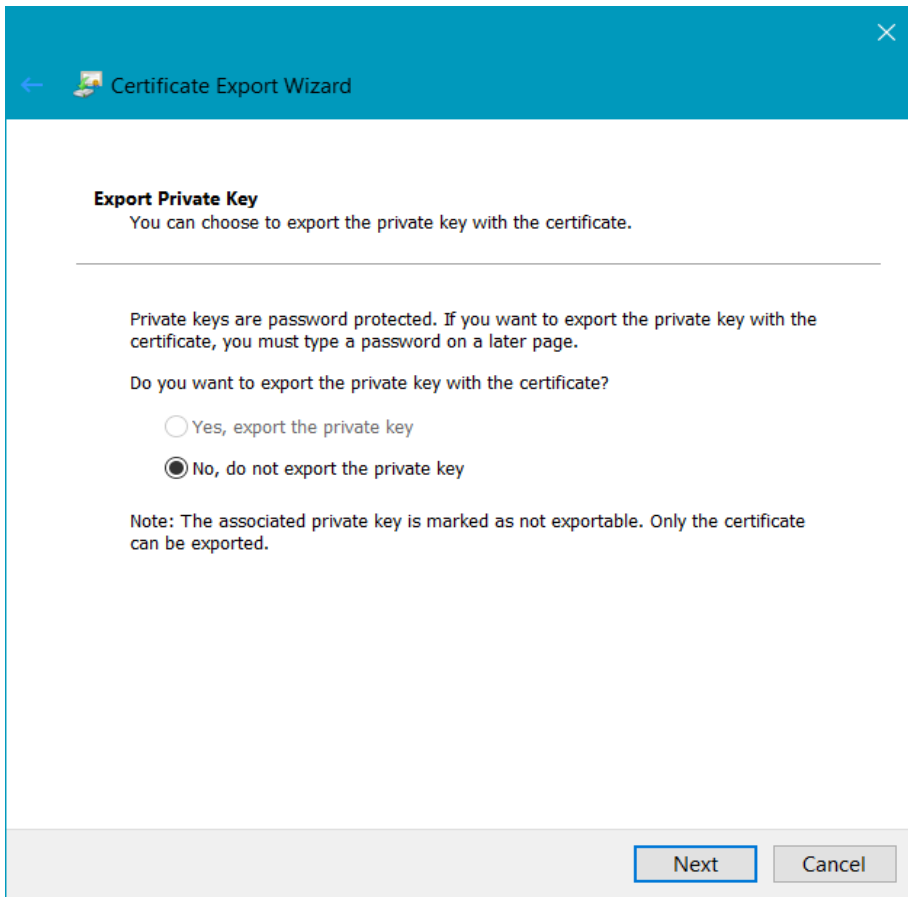 Certificate Export Wizard
Export Private Key
You can choose to export the private key with the certificate.
Private keys are password protected. If you want to export the private key with the
certificate, you must type a password on a later page.
Do you want to export the private key with the certificate?
Yes, export the private key
No, do not export the private key
Note: The associated private key is marked as not exportable. Only the certificate
can be exported.
Next Cancel